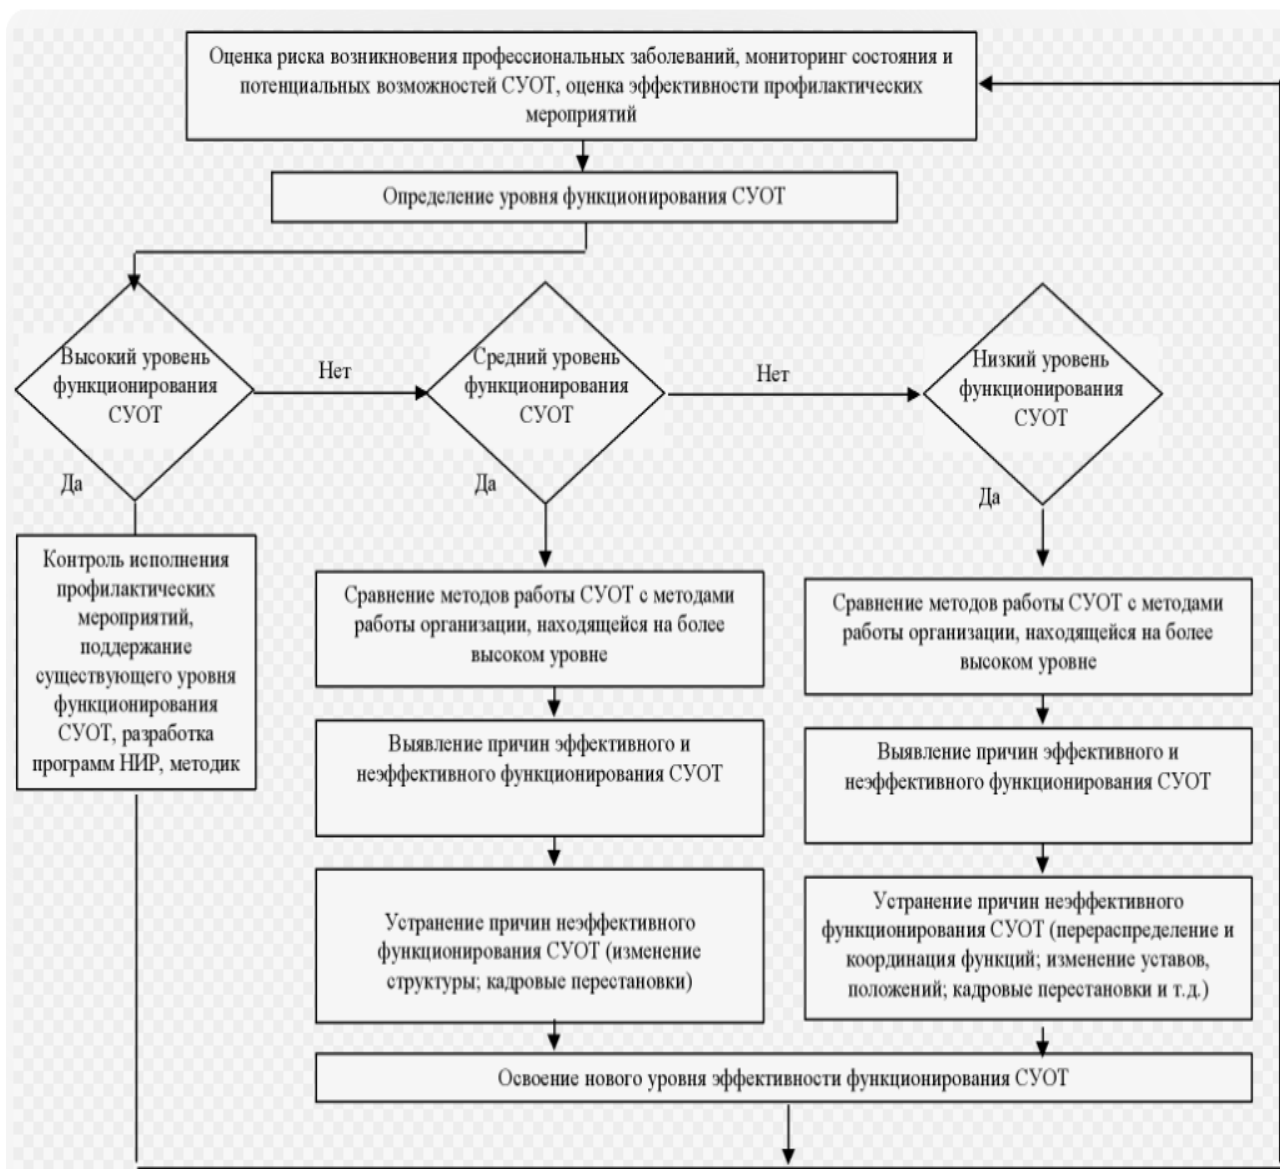 Оценка риска возникновения профессиональных заболеваний, мониторинг состояния и
потенциальных возможностей СУОТ, оценка эффективности профилактических
мероприятий
Определение уровня функционирования СУОТ
Высокий уровень
функционирования
СУОТ
Нет
Средний уровень
функционирования
СУОТ
Нет
Низкий уровень
функционирования
СУОТ
Да
Да
Да
Контроль исполнения
профилактических
мероприятий,
поддержание
существующего уровня
функционирования
СУОТ, разработка
программ НИР, методик
Сравнение методов работы СУОТ с методами
работы организации, находящейся на более
высоком уровне
Выявление причин эффективного и
неэффективного функционирования СУОТ
Устранение причин неэффективного
функционирования СУОТ (изменение
структуры; кадровые перестановки)
Сравнение методов работы СУОТ с методами
работы организации, находящейся на более
высоком уровне
Выявление причин эффективного и
неэффективного функционирования СУОТ
Устранение причин неэффективного
функционирования СУОТ (перераспределение и
координация функций; изменение уставов,
положений; кадровые перестановки и т.д.)
Освоение нового уровня эффективности функционирования СУОТ